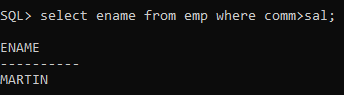 SQL> select ename from emp where comm>sal;
ENAME
----------
MARTIN